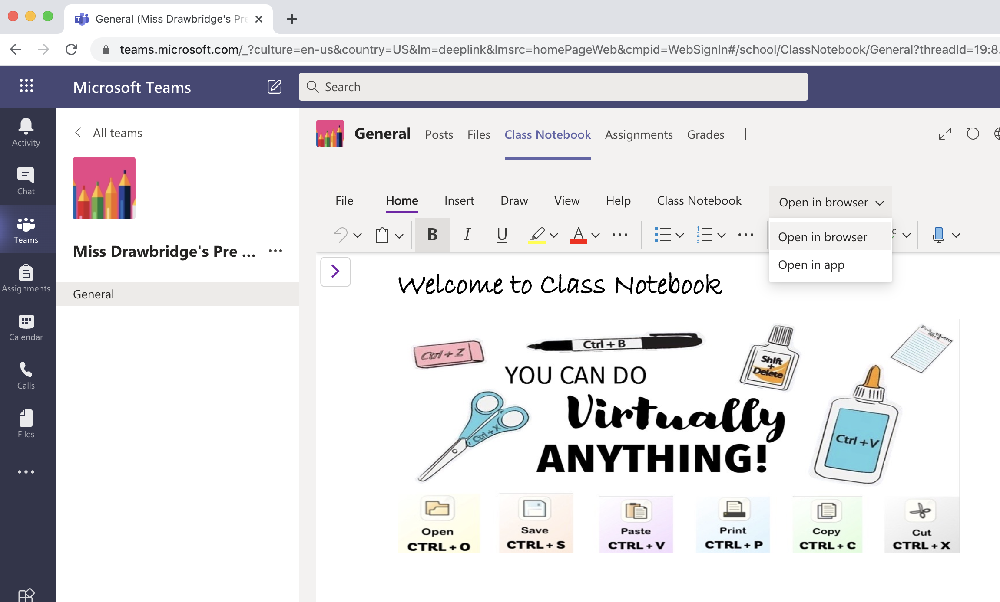 General (Miss Drawbridge's Pre
teams.microsoft.com/_?culture=en-us&country=US&lm=deeplink&lmsrc=homePageWeb&cmpid=WebSignIn#/school/ClassNotebook/General?threadId=19:8.
Microsoft Teams
Search
Activity
Chat
Teams
Assignments
Calendar
Calls
Files
All teams
Miss Drawbridge's Pre ...
General
General Posts Files Class Notebook Assignments Grades
File Home Insert Draw View Help Class Notebook Open in browser
B I U A
Open in browser
Open in app
Welcome to Class Notebook
Ctrl + Z
Ctrl + B
Shift
+
Delete
Ctrl + N
YOU CAN DO
Virtually
ANYTHING!
Ctrl + X
Ctrl + V
Open
CTRL + O
Save
CTRL + S
Paste
CTRL + V
Print
CTRL + P
Copy
CTRL + C
Cut
CTRL + X